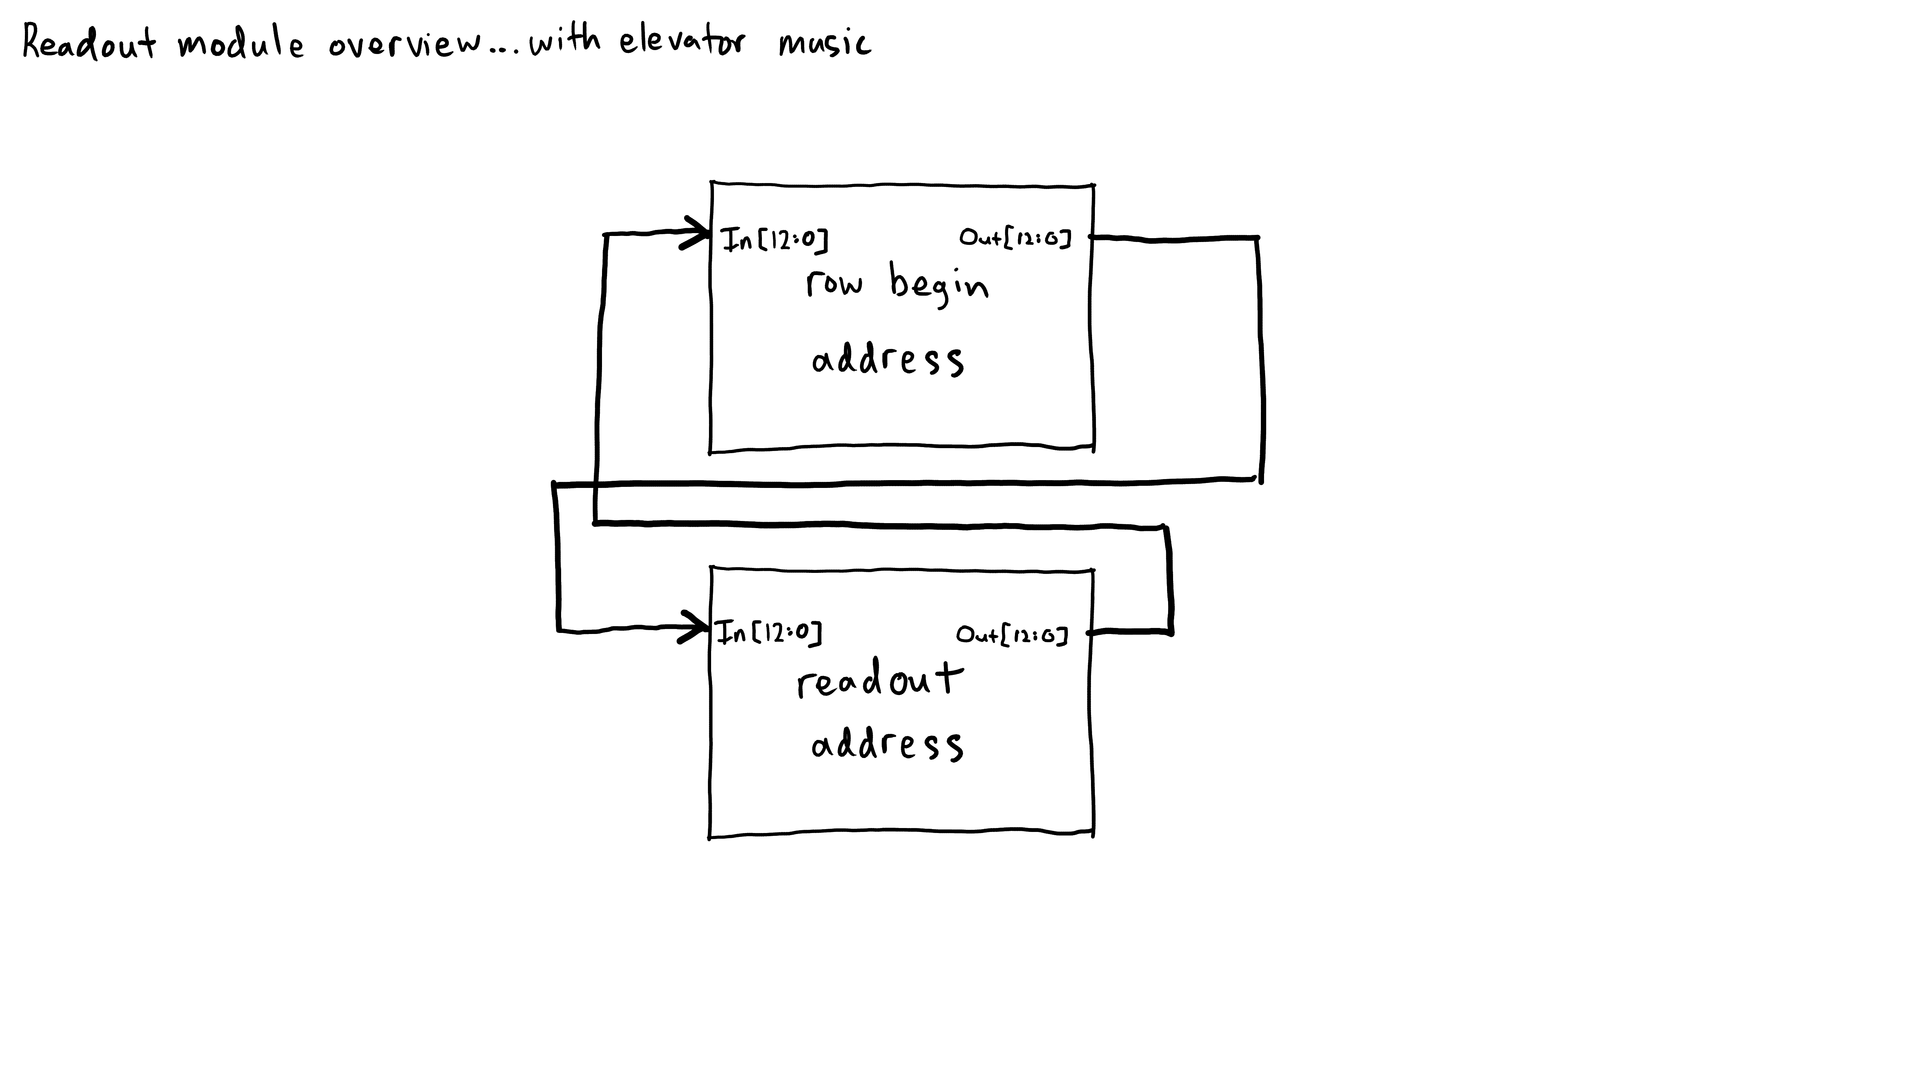 Readout module overview...with elevator music
In[12:0] Out[12:0]
row begin
address
In[12:0] Out[12:0]
readout
address